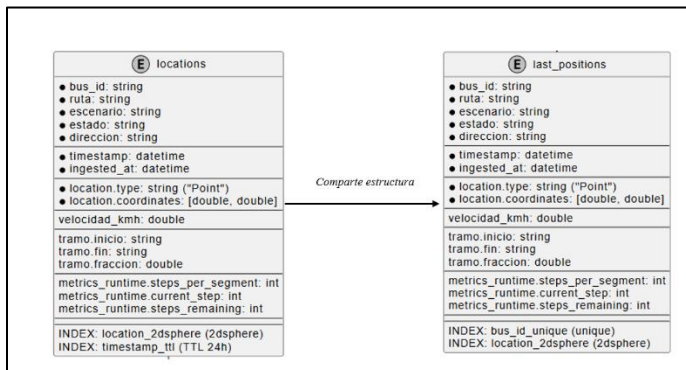 E locations
● bus_id: string
● ruta: string
● escenario: string
● estado: string
● direccion: string
● timestamp: datetime
● ingested_at: datetime
● location.type: string ("Point")
● location.coordinates: [double, double]
velocidad_kmh: double
tramo.inicio: string
tramo.fin: string
tramo.fraccion: double
metrics_runtime.steps_per_segment: int
metrics_runtime.current_step: int
metrics_runtime.steps_remaining: int
INDEX: location_2dsphere (2dsphere)
INDEX: timestamp_ttl (TTL 24h)
Comparte estructura
E last_positions
● bus_id: string
● ruta: string
● escenario: string
● estado: string
● direccion: string
● timestamp: datetime
● ingested_at: datetime
● location.type: string ("Point")
● location.coordinates: [double, double]
velocidad_kmh: double
tramo.inicio: string
tramo.fin: string
tramo.fraccion: double
metrics_runtime.steps_per_segment: int
metrics_runtime.current_step: int
metrics_runtime.steps_remaining: int
INDEX: bus_id_unique (unique)
INDEX: location_2dsphere (2dsphere)